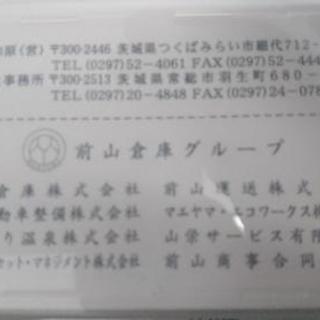 原(営) 〒300-2446 茨城県つくばみらい市細代712-
TEL (0297)52-4061 FAX(0297)52-444
事務所 〒300-2513 茨城県常総市羽生町680-
TEL (0297)20-4848 FAX(0297)24-078
前山倉庫グループ
倉庫株式会社 前山運送株式
動車整備株式会社 マエヤマ・エコワークス株
り温泉株式会社 山栄サービス有限
セット・マネジメント株式会社 前山商事合同